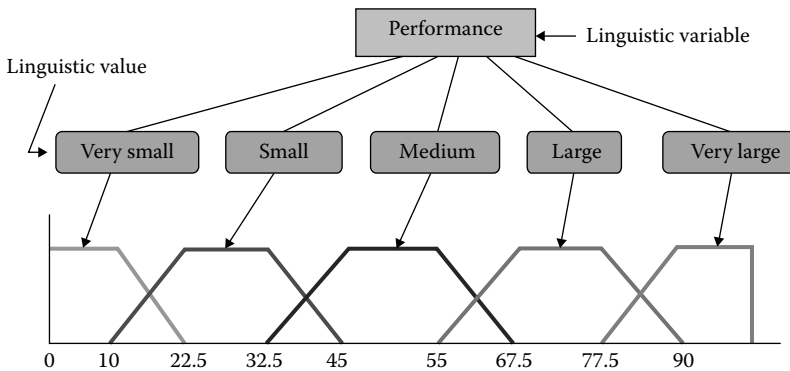 Performance
Linguistic variable
Linguistic value
Very small
Small
Medium
Large
Very large
0 10 22.5 32.5 45 55 67.5 77.5 90